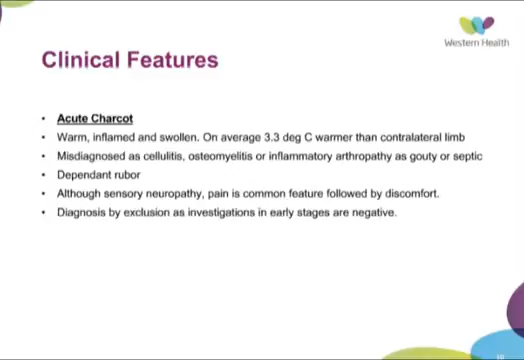 Western Health
Clinical Features
• Acute Charcot
• Warm, inflamed and swollen. On average 3.3 deg C warmer than contralateral limb
• Misdiagnosed as cellulitis, osteomyelitis or inflammatory arthropathy as gouty or septic
• Dependant rubor
• Although sensory neuropathy, pain is common feature followed by discomfort.
• Diagnosis by exclusion as investigations in early stages are negative.